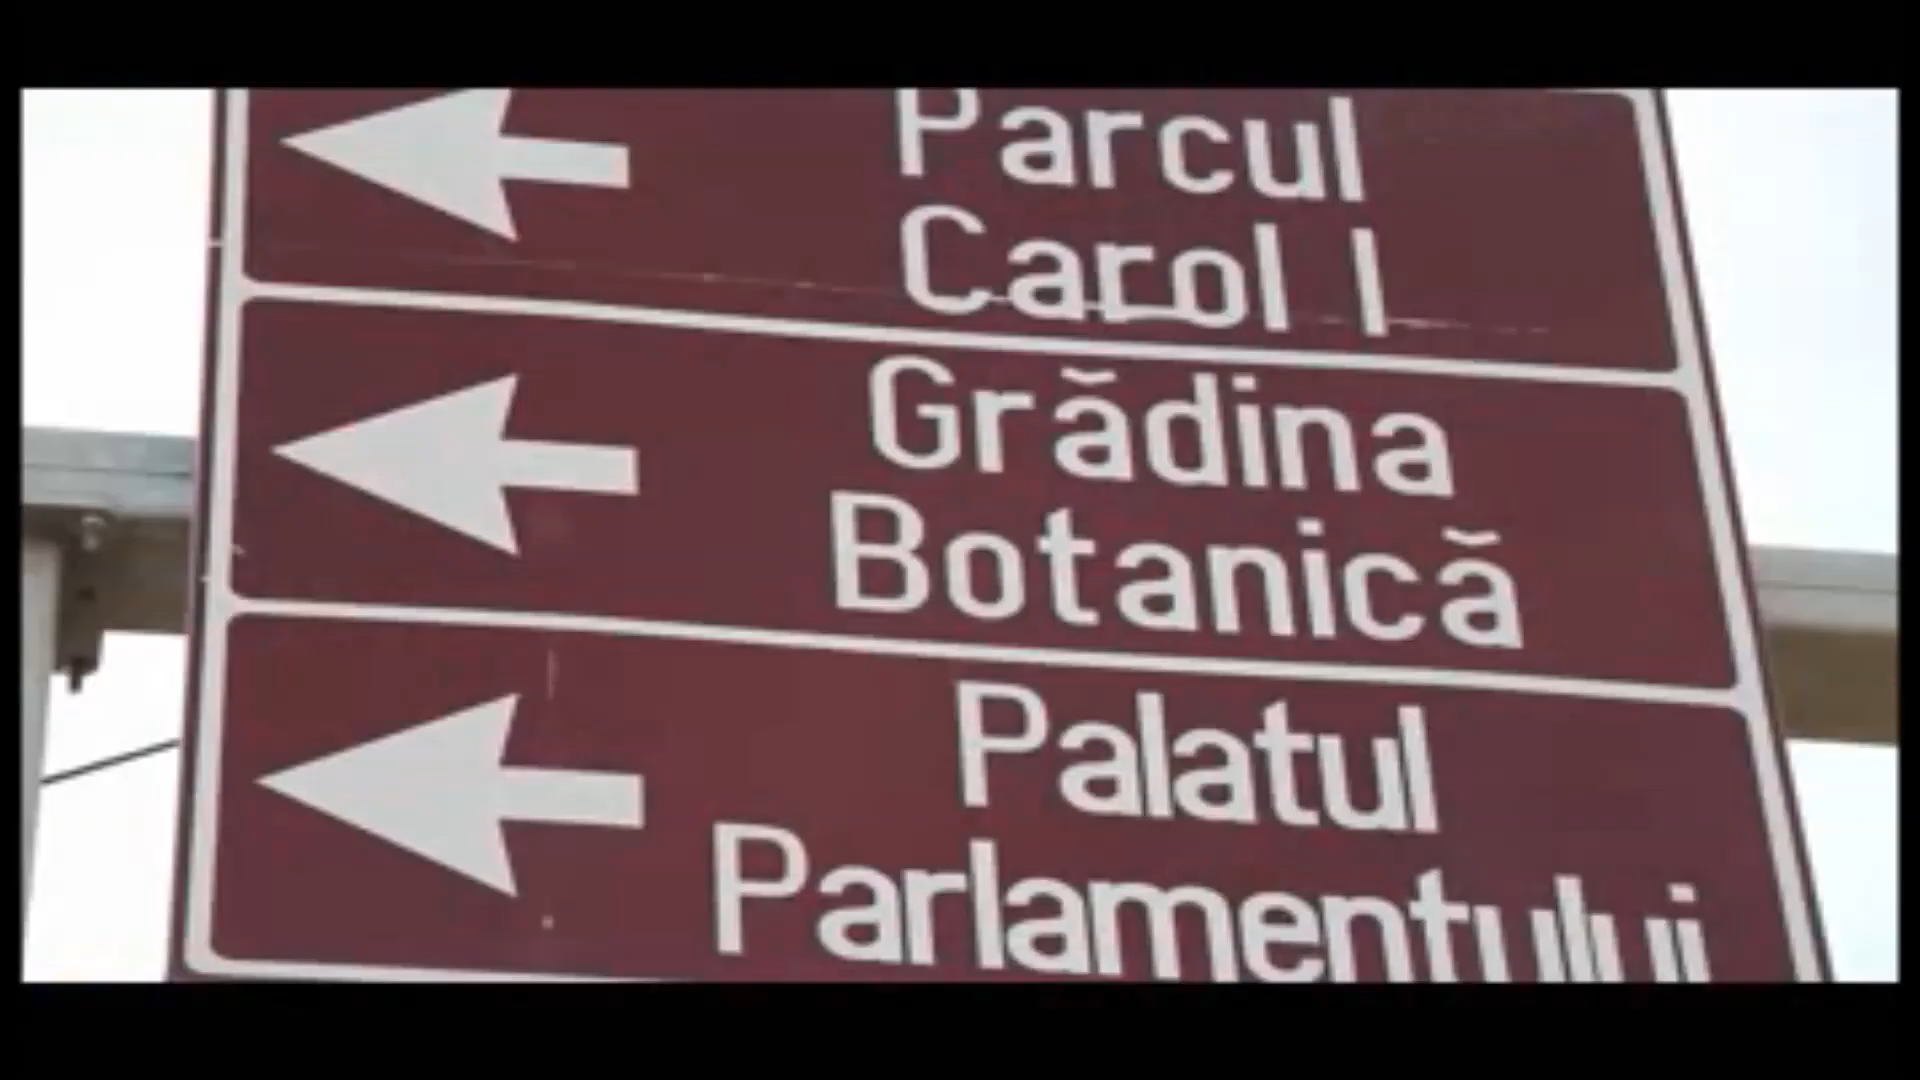 Parcul
Carol I
Grădina
Botanică
Palatul
Parlamentului